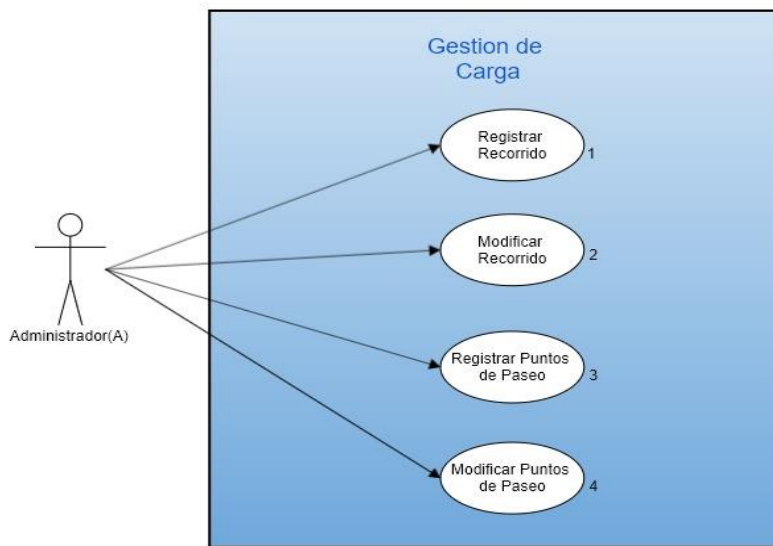 Gestion de
Carga
Registrar
Recorrido
1
Modificar
Recorrido
2
Administrador(A)
Registrar Puntos
de Paseo
3
Modificar Puntos
de Paseo
4